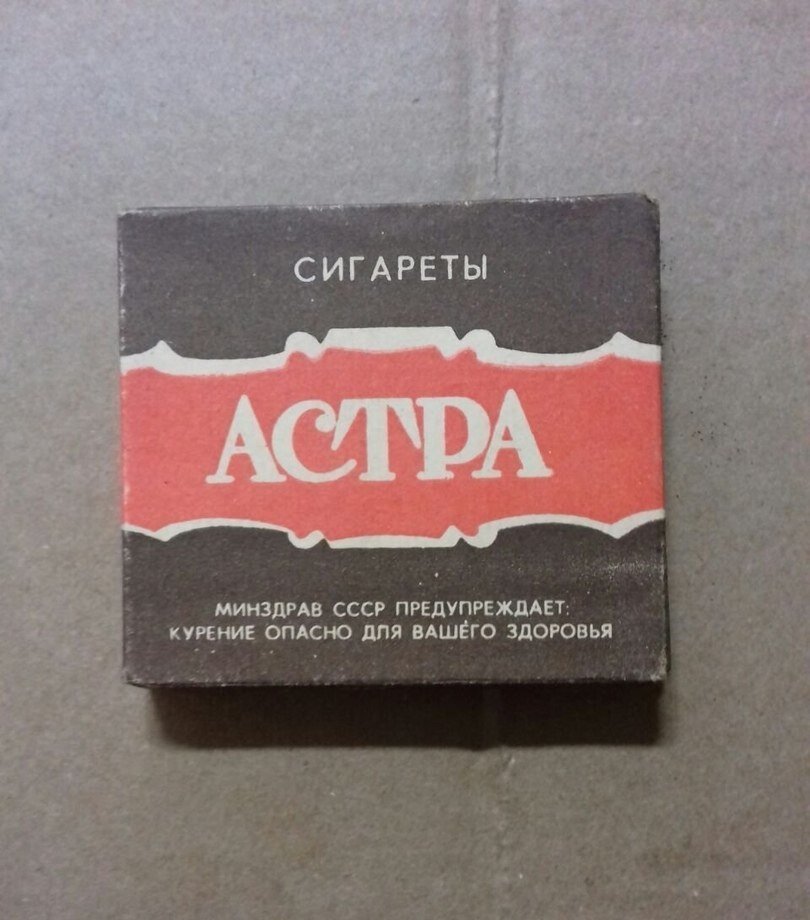 СИГАРЕТЫ
АСТРА
МИНЗДРАВ СССР ПРЕДУПРЕЖДАЕТ:
КУРЕНИЕ ОПАСНО ДЛЯ ВАШЕГО ЗДОРОВЬЯ